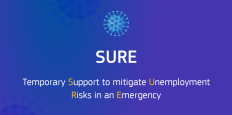 SURE
Temporary Support to mitigate Unemployment
Risks in an Emergency